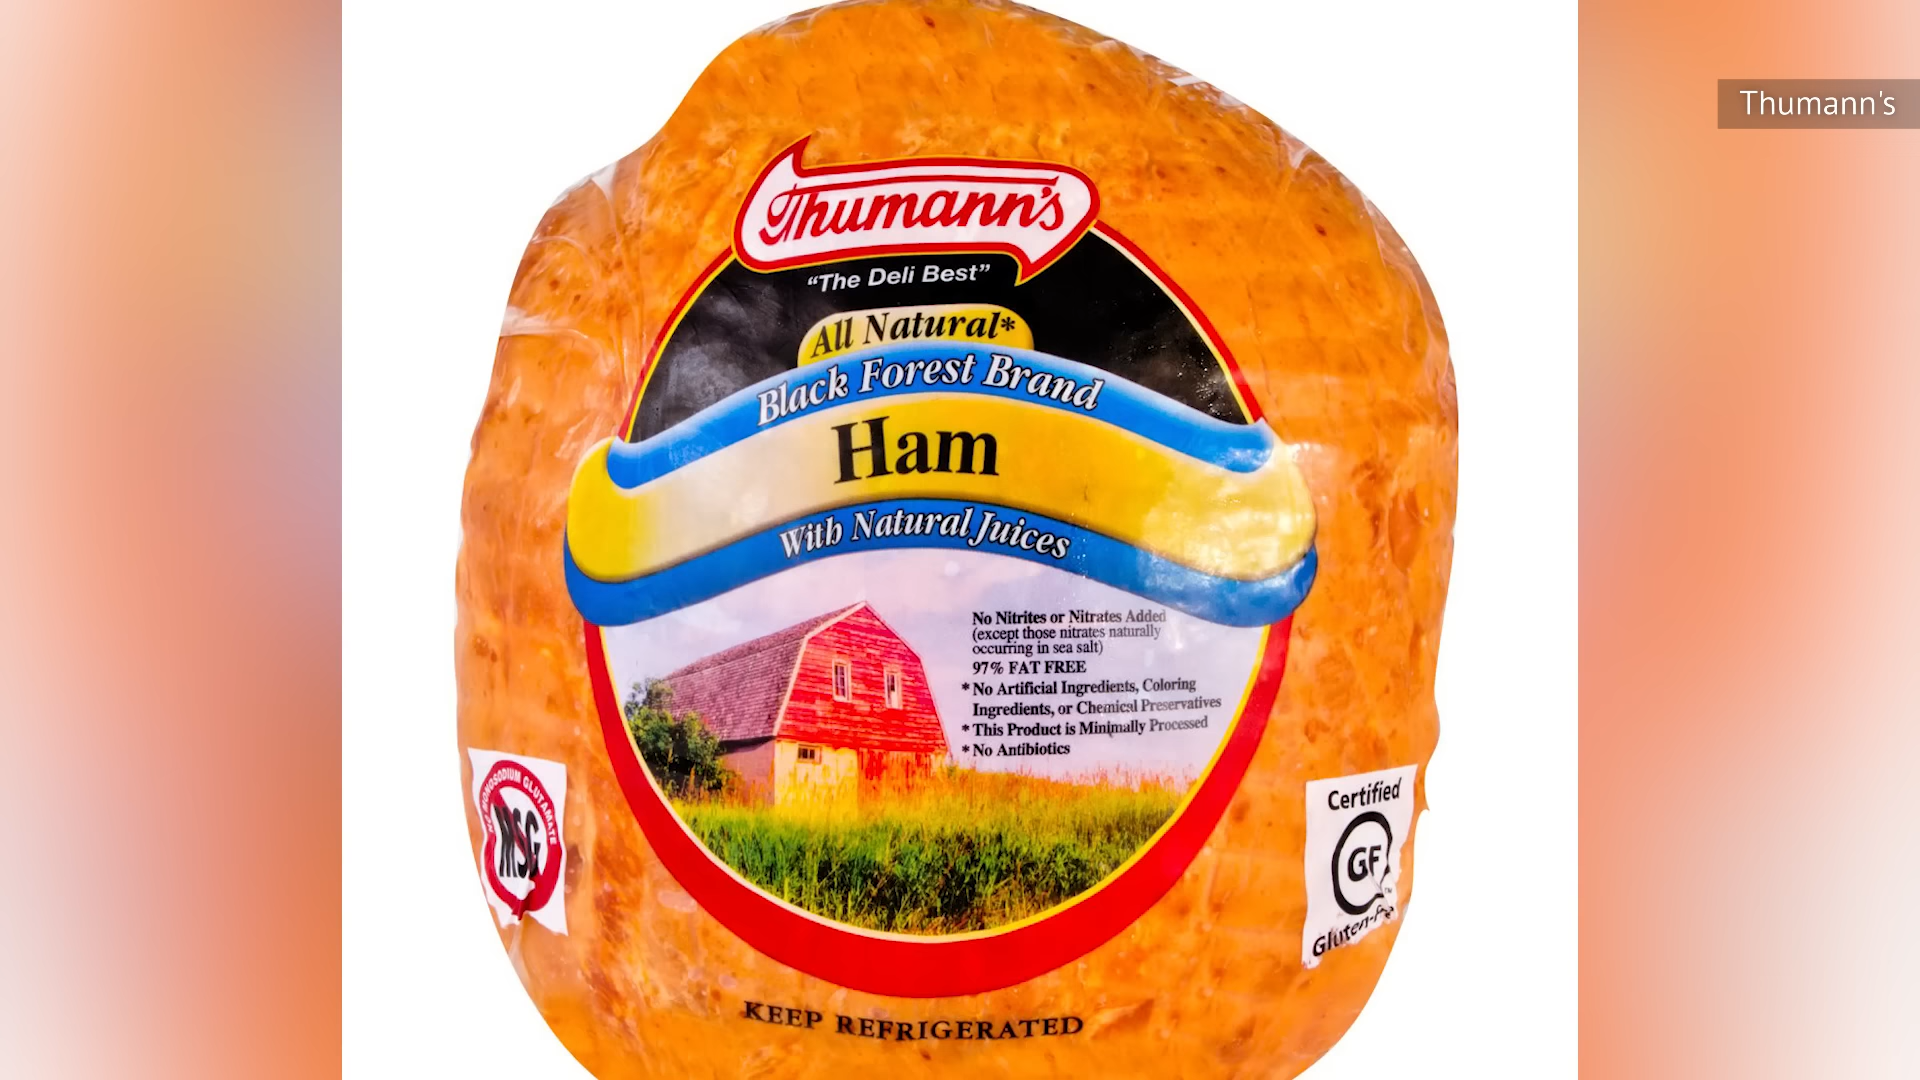 Thumann's
Thumann's
"The Deli Best"
All Natural*
Black Forest Brand
Ham
With Natural Juices
No Nitrites or Nitrates Added
(except those nitrates naturally
occurring in sea salt)
97% FAT FREE
* No Artificial Ingredients, Coloring
Ingredients, or Chemical Preservatives
* This Product is Minimally Processed
* No Antibiotics
NO MONOSODIUM GLUTAMATE
MSG
Certified
GF
TM
KEEP REFRIGERATED